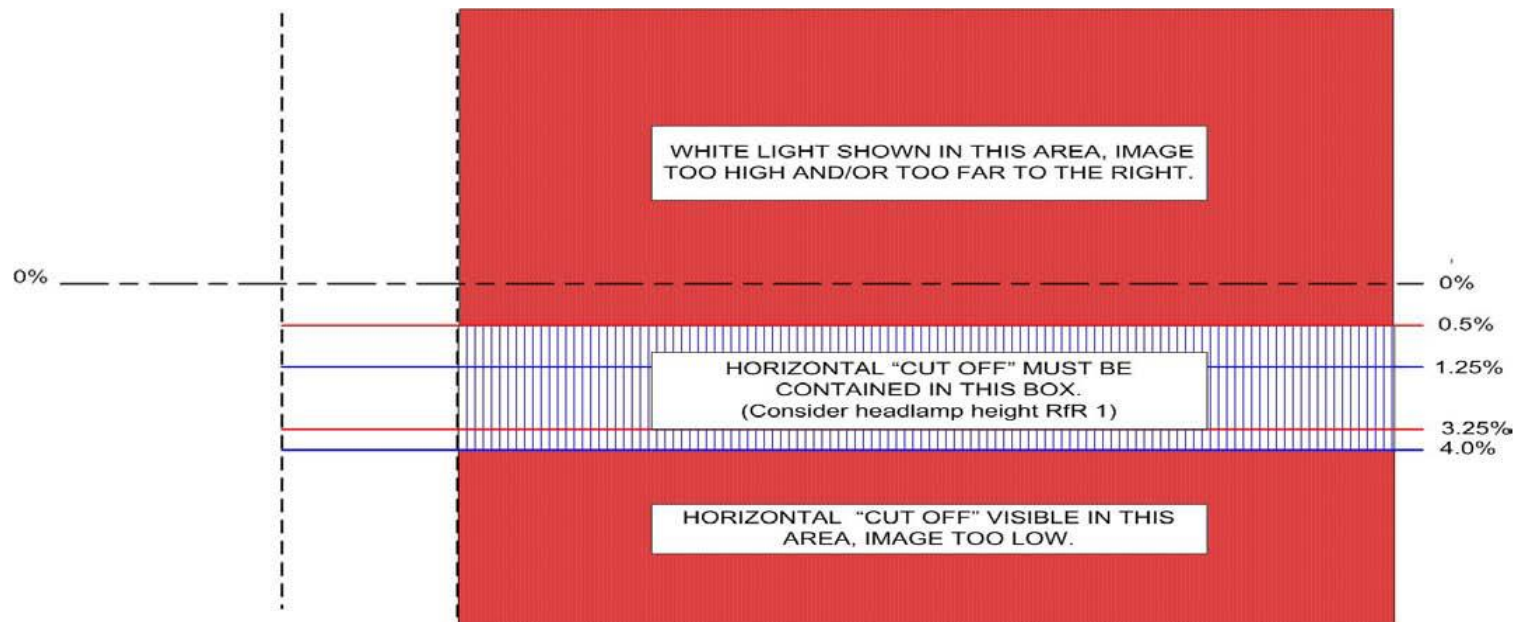 WHITE LIGHT SHOWN IN THIS AREA, IMAGE
TOO HIGH AND/OR TOO FAR TO THE RIGHT.
0%
0%
0.5%
HORIZONTAL “CUT OFF” MUST BE
1.25%
CONTAINED IN THIS BOX.
(Consider headlamp height RfR 1)
3.25%
4.0%
HORIZONTAL “CUT OFF” VISIBLE IN THIS
AREA, IMAGE TOO LOW.